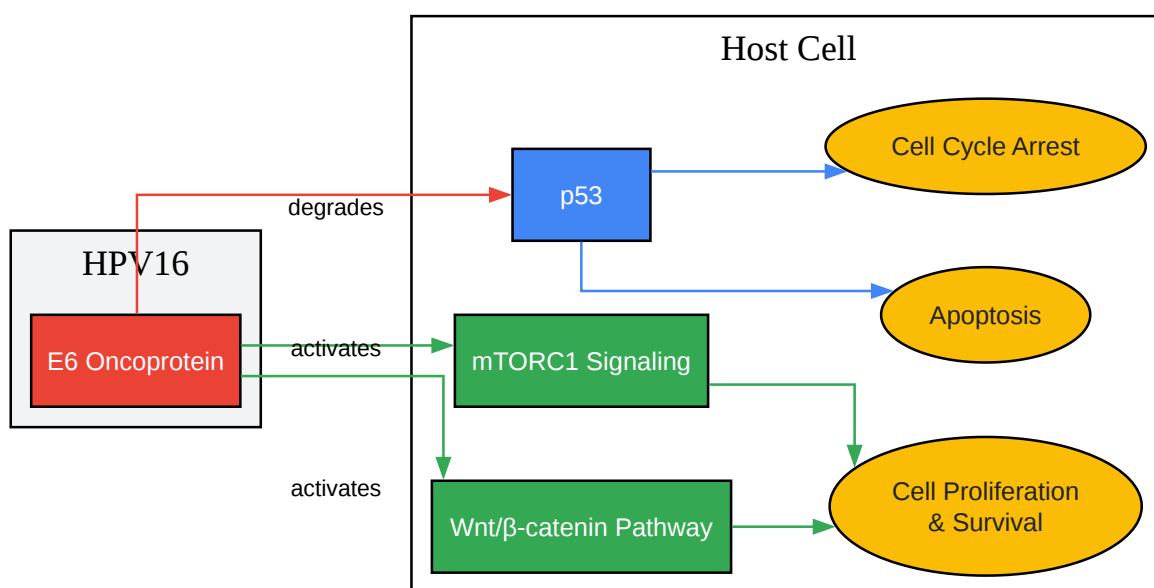 Host Cell
Cell Cycle Arrest
p53
degrades
HPV16
Apoptosis
E6 Oncoprotein
activates
mTORC1 Signaling
activates
Wnt/β-catenin Pathway
Cell Proliferation
& Survival